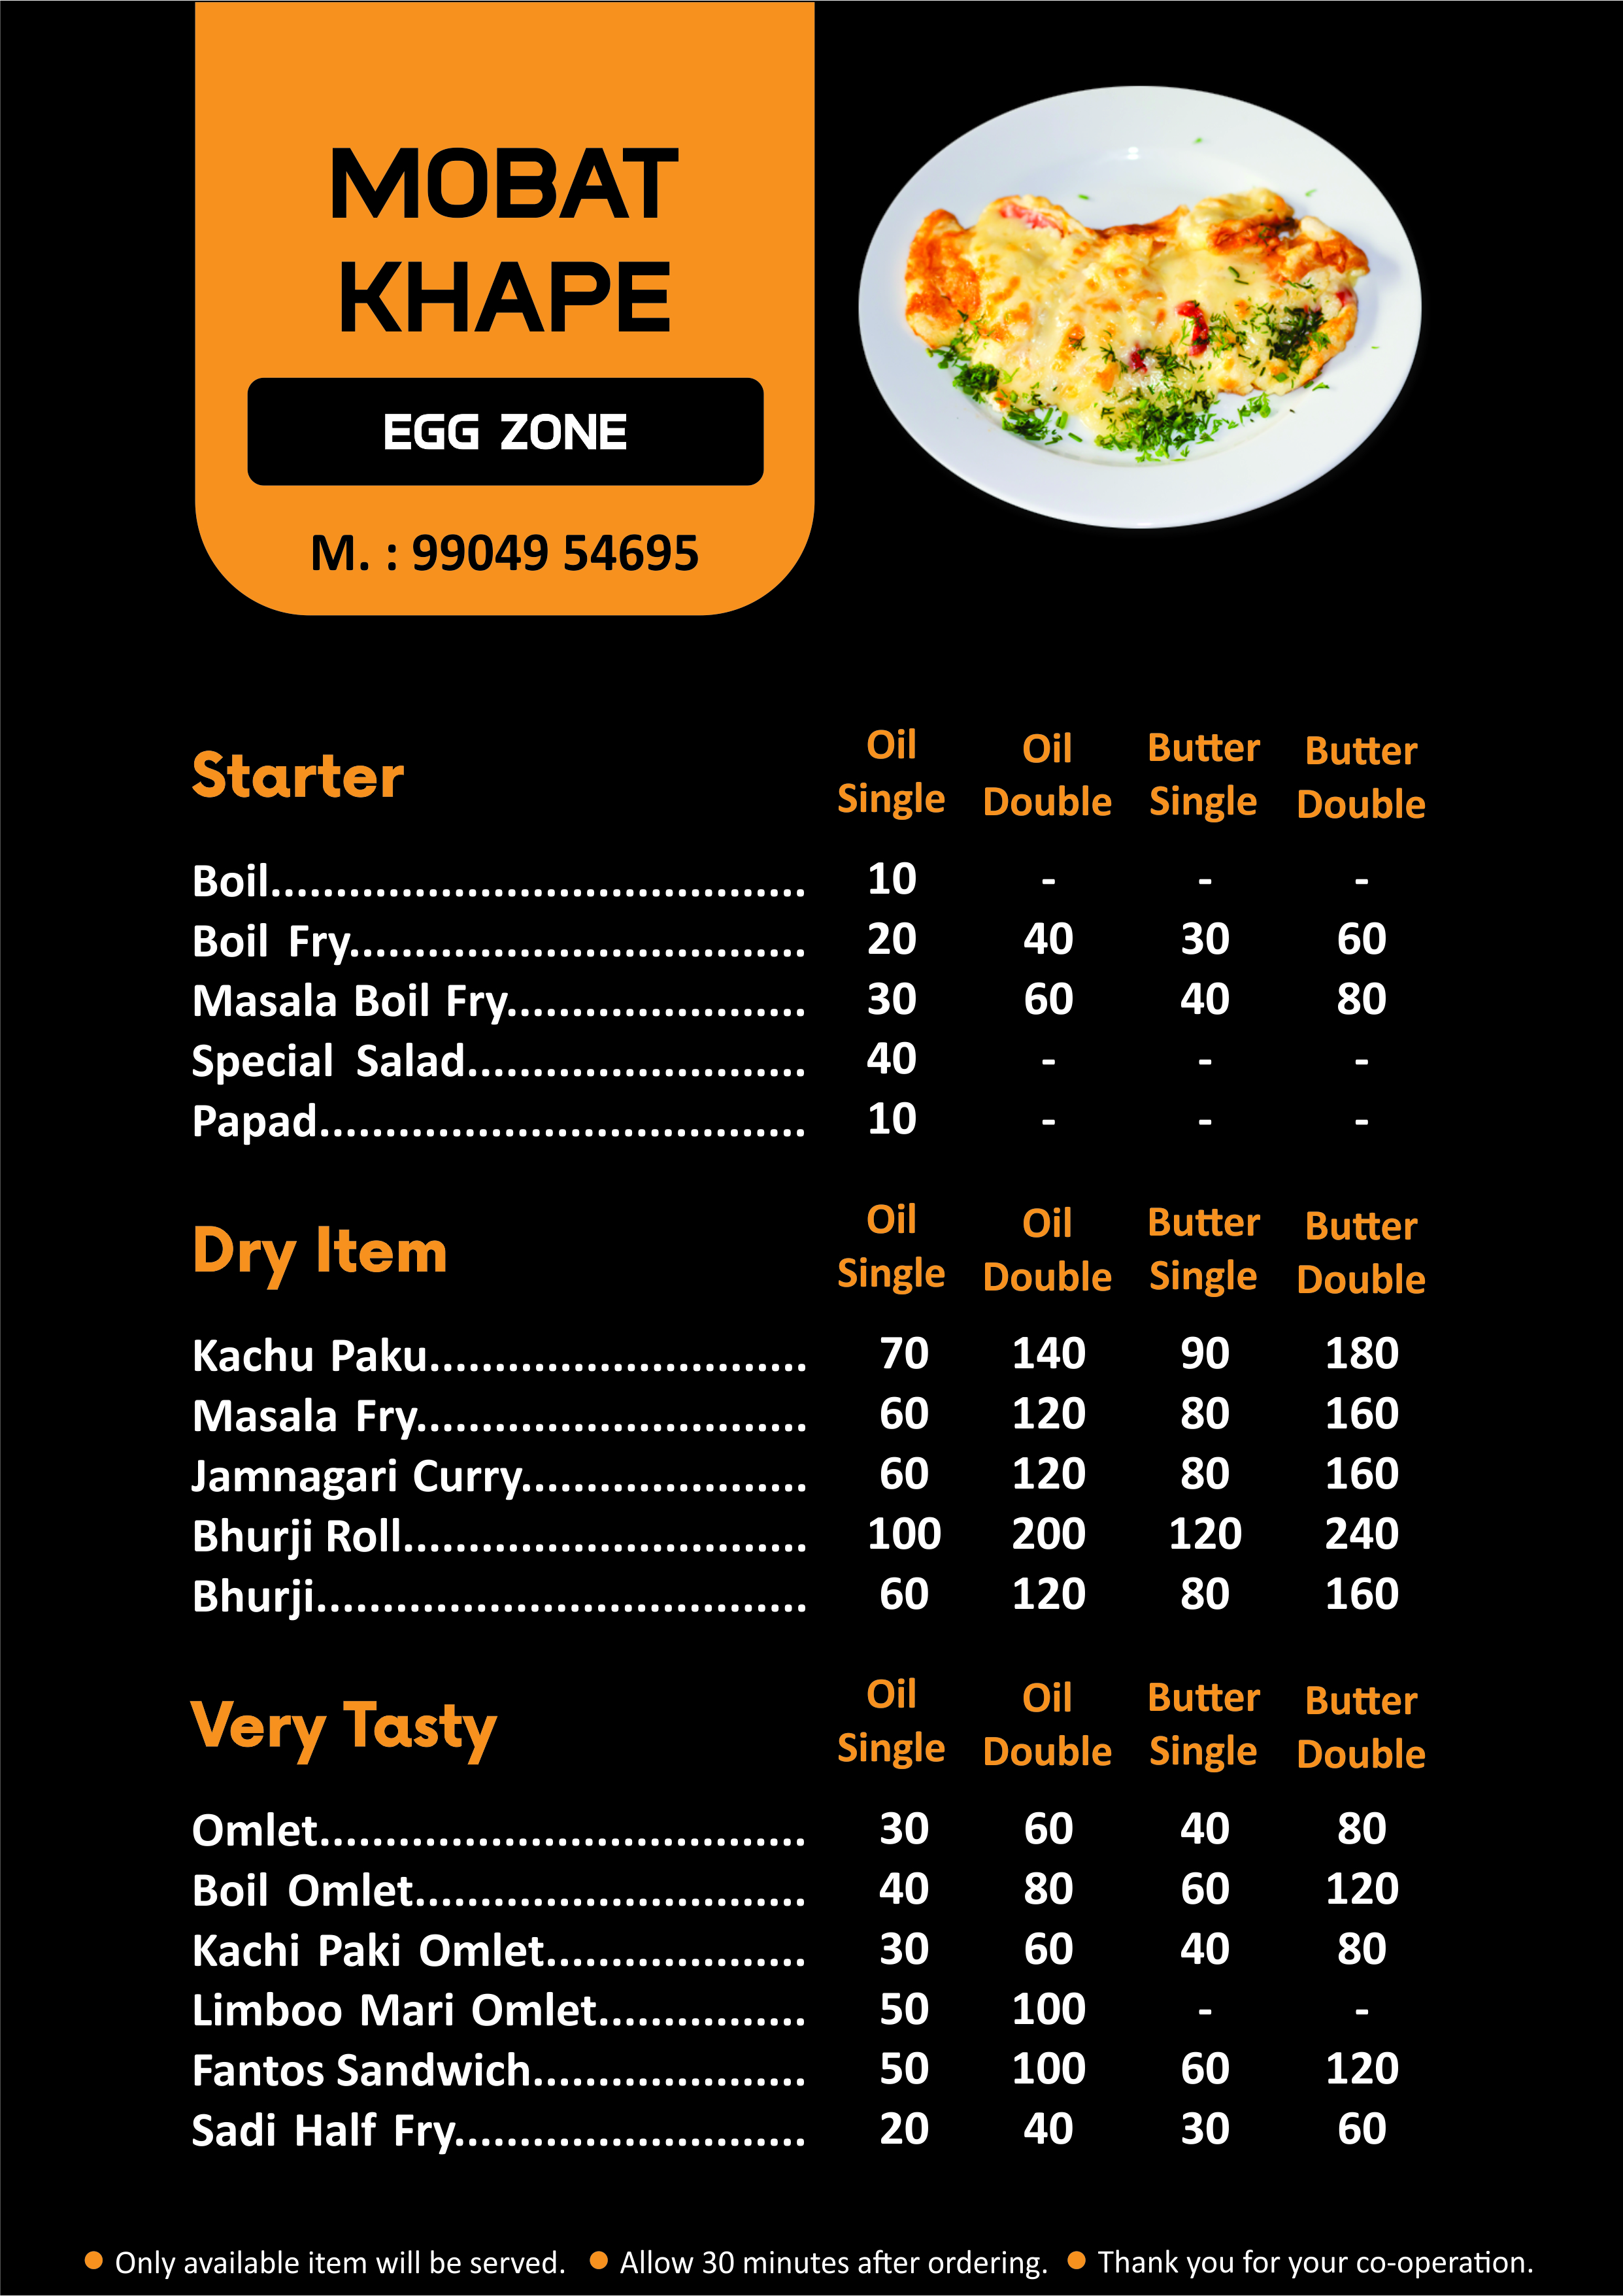 MOBAT
KHAPE
EGG ZONE
M. : 99049 54695
Starter Oil Single Oil Double Butter Single Butter Double
Boil........................................ 10 - - -
Boil Fry.................................. 20 40 30 60
Masala Boil Fry....................... 30 60 40 80
Special Salad.......................... 40 - - -
Papad..................................... 10 - - -
Dry Item Oil Single Oil Double Butter Single Butter Double
Kachu Paku............................. 70 140 90 180
Masala Fry.............................. 60 120 80 160
Jamnagari Curry...................... 60 120 80 160
Bhurji Roll............................... 100 200 120 240
Bhurji..................................... 60 120 80 160
Very Tasty Oil Single Oil Double Butter Single Butter Double
Omlet..................................... 30 60 40 80
Boil Omlet.............................. 40 80 60 120
Kachi Paki Omlet.................... 30 60 40 80
Limboo Mari Omlet................ 50 100 - -
Fantos Sandwich..................... 50 100 60 120
Sadi Half Fry........................... 20 40 30 60
● Only available item will be served. ● Allow 30 minutes after ordering. ● Thank you for your co-operation.